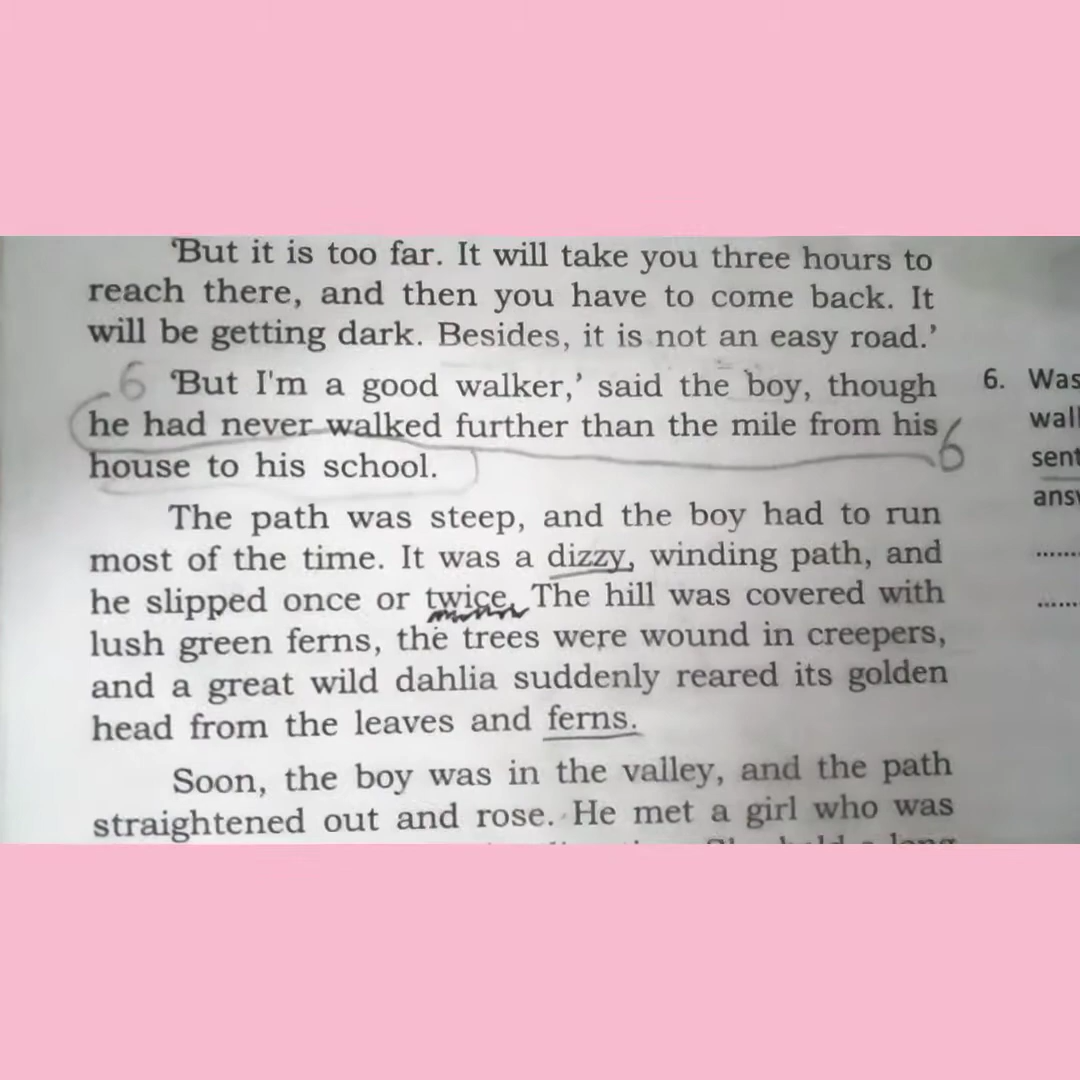 'But it is too far. It will take you three hours to
reach there, and then you have to come back. It
will be getting dark. Besides, it is not an easy road.'
6 'But I'm a good walker,' said the boy, though
he had never walked further than the mile from his 6
house to his school.
The path was steep, and the boy had to run
most of the time. It was a dizzy, winding path, and
he slipped once or twice. The hill was covered with
lush green ferns, the trees were wound in creepers,
and a great wild dahlia suddenly reared its golden
head from the leaves and ferns.
Soon, the boy was in the valley, and the path
straightened out and rose. He met a girl who was
6. Was
wall
sent
answ